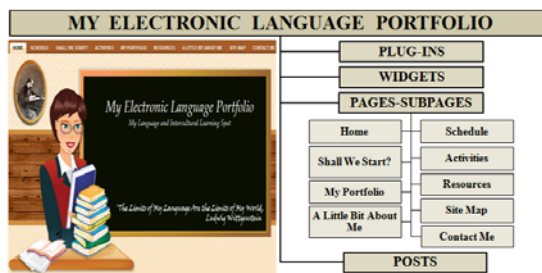 MY ELECTRONIC LANGUAGE PORTFOLIO
HOME SCHEDULE SHALL WE START? ACTIVITIES MY PORTFOLIO RESOURCES A LITTLE BIT ABOUT ME SITE MAP CONTACT ME
My Electronic Language Portfolio
My Language and Intercultural Learning Spot
The Limits of My Language Are the Limits of My World,
Ludwig Wittgenstein
PLUG-INS
WIDGETS
PAGES-SUBPAGES
Home
Schedule
Shall We Start?
Activities
My Portfolio
Resources
A Little Bit About
Me
Site Map
Contact Me
POSTS